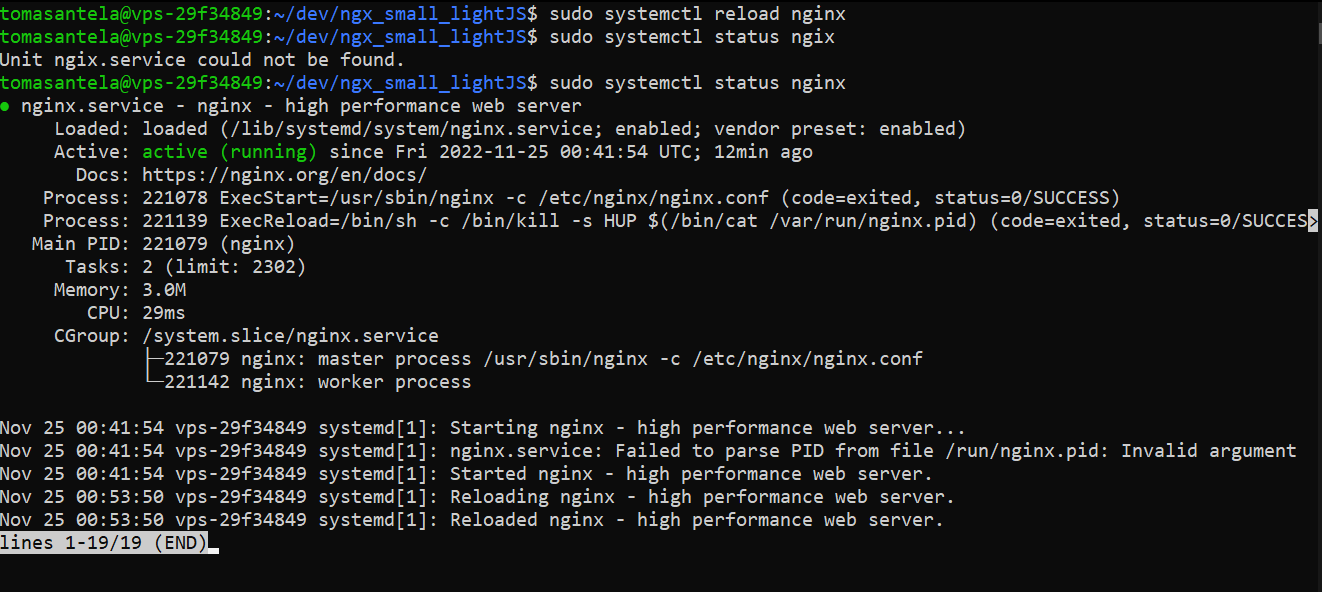 tomasantela@vps-29f34849:~/dev/ngx_small_lightJS$ sudo systemctl reload nginx
tomasantela@vps-29f34849:~/dev/ngx_small_lightJS$ sudo systemctl status ngix
Unit ngix.service could not be found.
tomasantela@vps-29f34849:~/dev/ngx_small_lightJS$ sudo systemctl status nginx
● nginx.service - nginx - high performance web server
     Loaded: loaded (/lib/systemd/system/nginx.service; enabled; vendor preset: enabled)
     Active: active (running) since Fri 2022-11-25 00:41:54 UTC; 12min ago
       Docs: https://nginx.org/en/docs/
    Process: 221078 ExecStart=/usr/sbin/nginx -c /etc/nginx/nginx.conf (code=exited, status=0/SUCCESS)
    Process: 221139 ExecReload=/bin/sh -c /bin/kill -s HUP $(/bin/cat /var/run/nginx.pid) (code=exited, status=0/SUCCES>
   Main PID: 221079 (nginx)
      Tasks: 2 (limit: 2302)
     Memory: 3.0M
        CPU: 29ms
     CGroup: /system.slice/nginx.service
             ├─221079 nginx: master process /usr/sbin/nginx -c /etc/nginx/nginx.conf
             └─221142 nginx: worker process
Nov 25 00:41:54 vps-29f34849 systemd[1]: Starting nginx - high performance web server...
Nov 25 00:41:54 vps-29f34849 systemd[1]: nginx.service: Failed to parse PID from file /run/nginx.pid: Invalid argument
Nov 25 00:41:54 vps-29f34849 systemd[1]: Started nginx - high performance web server.
Nov 25 00:53:50 vps-29f34849 systemd[1]: Reloading nginx - high performance web server.
Nov 25 00:53:50 vps-29f34849 systemd[1]: Reloaded nginx - high performance web server.
lines 1-19/19 (END)